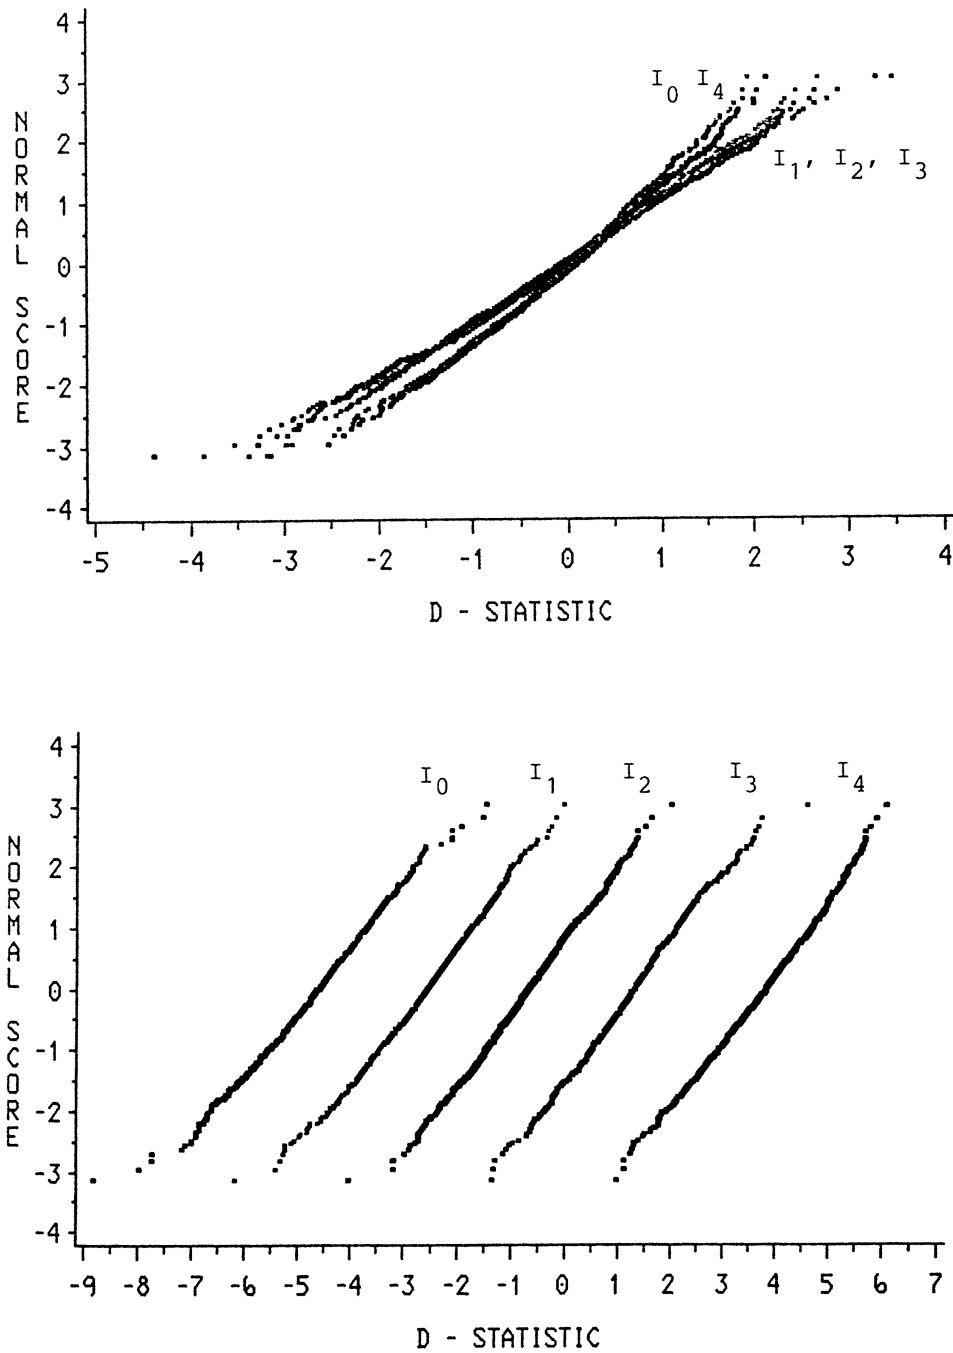 4
3
2
1
0
-1
-2
-3
-4
NORMAL SCORE
I0 I4
I1, I2, I3
-5 -4 -3 -2 -1 0 1 2 3 4
D - STATISTIC
4
3
2
1
0
-1
-2
-3
-4
NORMAL SCORE
I0 I1 I2 I3 I4
-9 -8 -7 -6 -5 -4 -3 -2 -1 0 1 2 3 4 5 6 7
D - STATISTIC